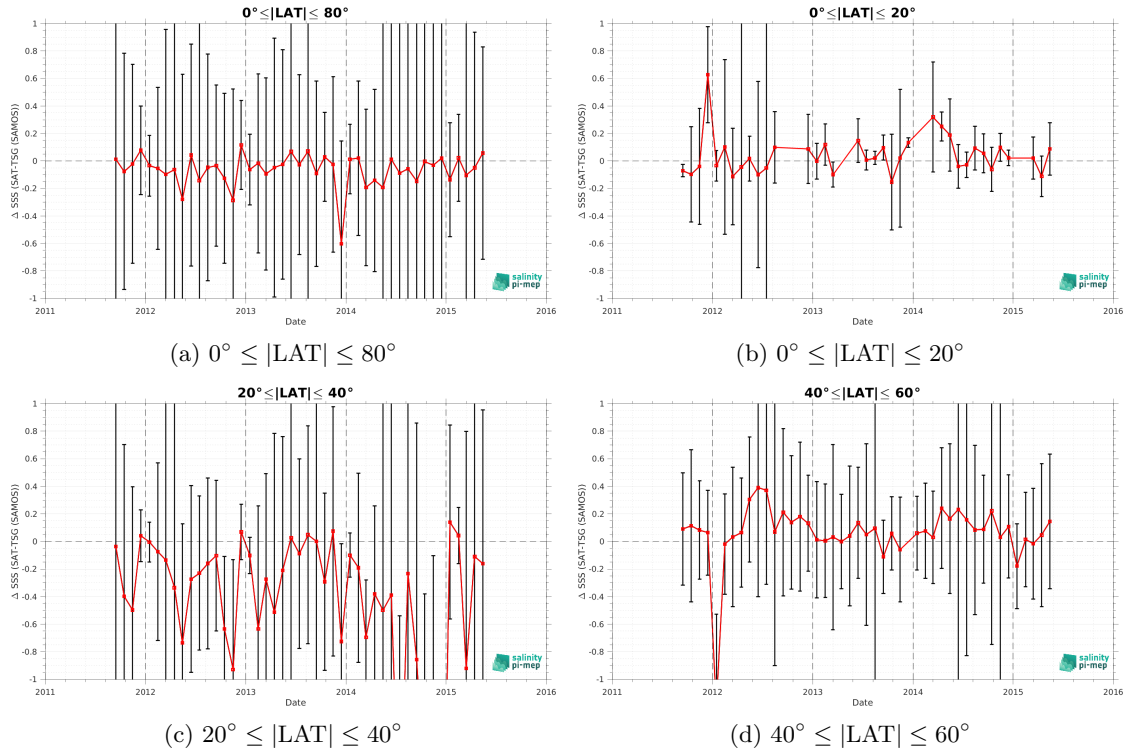 0°≤|LAT|≤ 80°
Δ SSS (SAT-TSG (SAMOS))
1
0.8
0.6
0.4
0.2
0
-0.2
-0.4
-0.6
-0.8
-1
2011 2012 2013 2014 2015 2016
Date
salinity
pi-mep
(a) 0° ≤ |LAT| ≤ 80°
0°≤|LAT|≤ 20°
Δ SSS (SAT-TSG (SAMOS))
1
0.8
0.6
0.4
0.2
0
-0.2
-0.4
-0.6
-0.8
-1
2011 2012 2013 2014 2015 2016
Date
salinity
pi-mep
(b) 0° ≤ |LAT| ≤ 20°
20°≤|LAT|≤ 40°
Δ SSS (SAT-TSG (SAMOS))
1
0.8
0.6
0.4
0.2
0
-0.2
-0.4
-0.6
-0.8
-1
2011 2012 2013 2014 2015 2016
Date
salinity
pi-mep
(c) 20° ≤ |LAT| ≤ 40°
40°≤|LAT|≤ 60°
Δ SSS (SAT-TSG (SAMOS))
1
0.8
0.6
0.4
0.2
0
-0.2
-0.4
-0.6
-0.8
-1
2011 2012 2013 2014 2015 2016
Date
salinity
pi-mep
(d) 40° ≤ |LAT| ≤ 60°